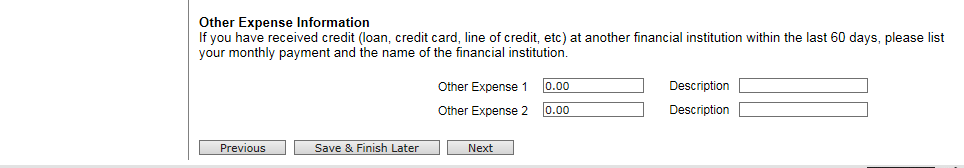 Other Expense Information
If you have received credit (loan, credit card, line of credit, etc) at another financial institution within the last 60 days, please list
your monthly payment and the name of the financial institution.
Other Expense 1 0.00 Description
Other Expense 2 0.00 Description
Previous Save & Finish Later Next